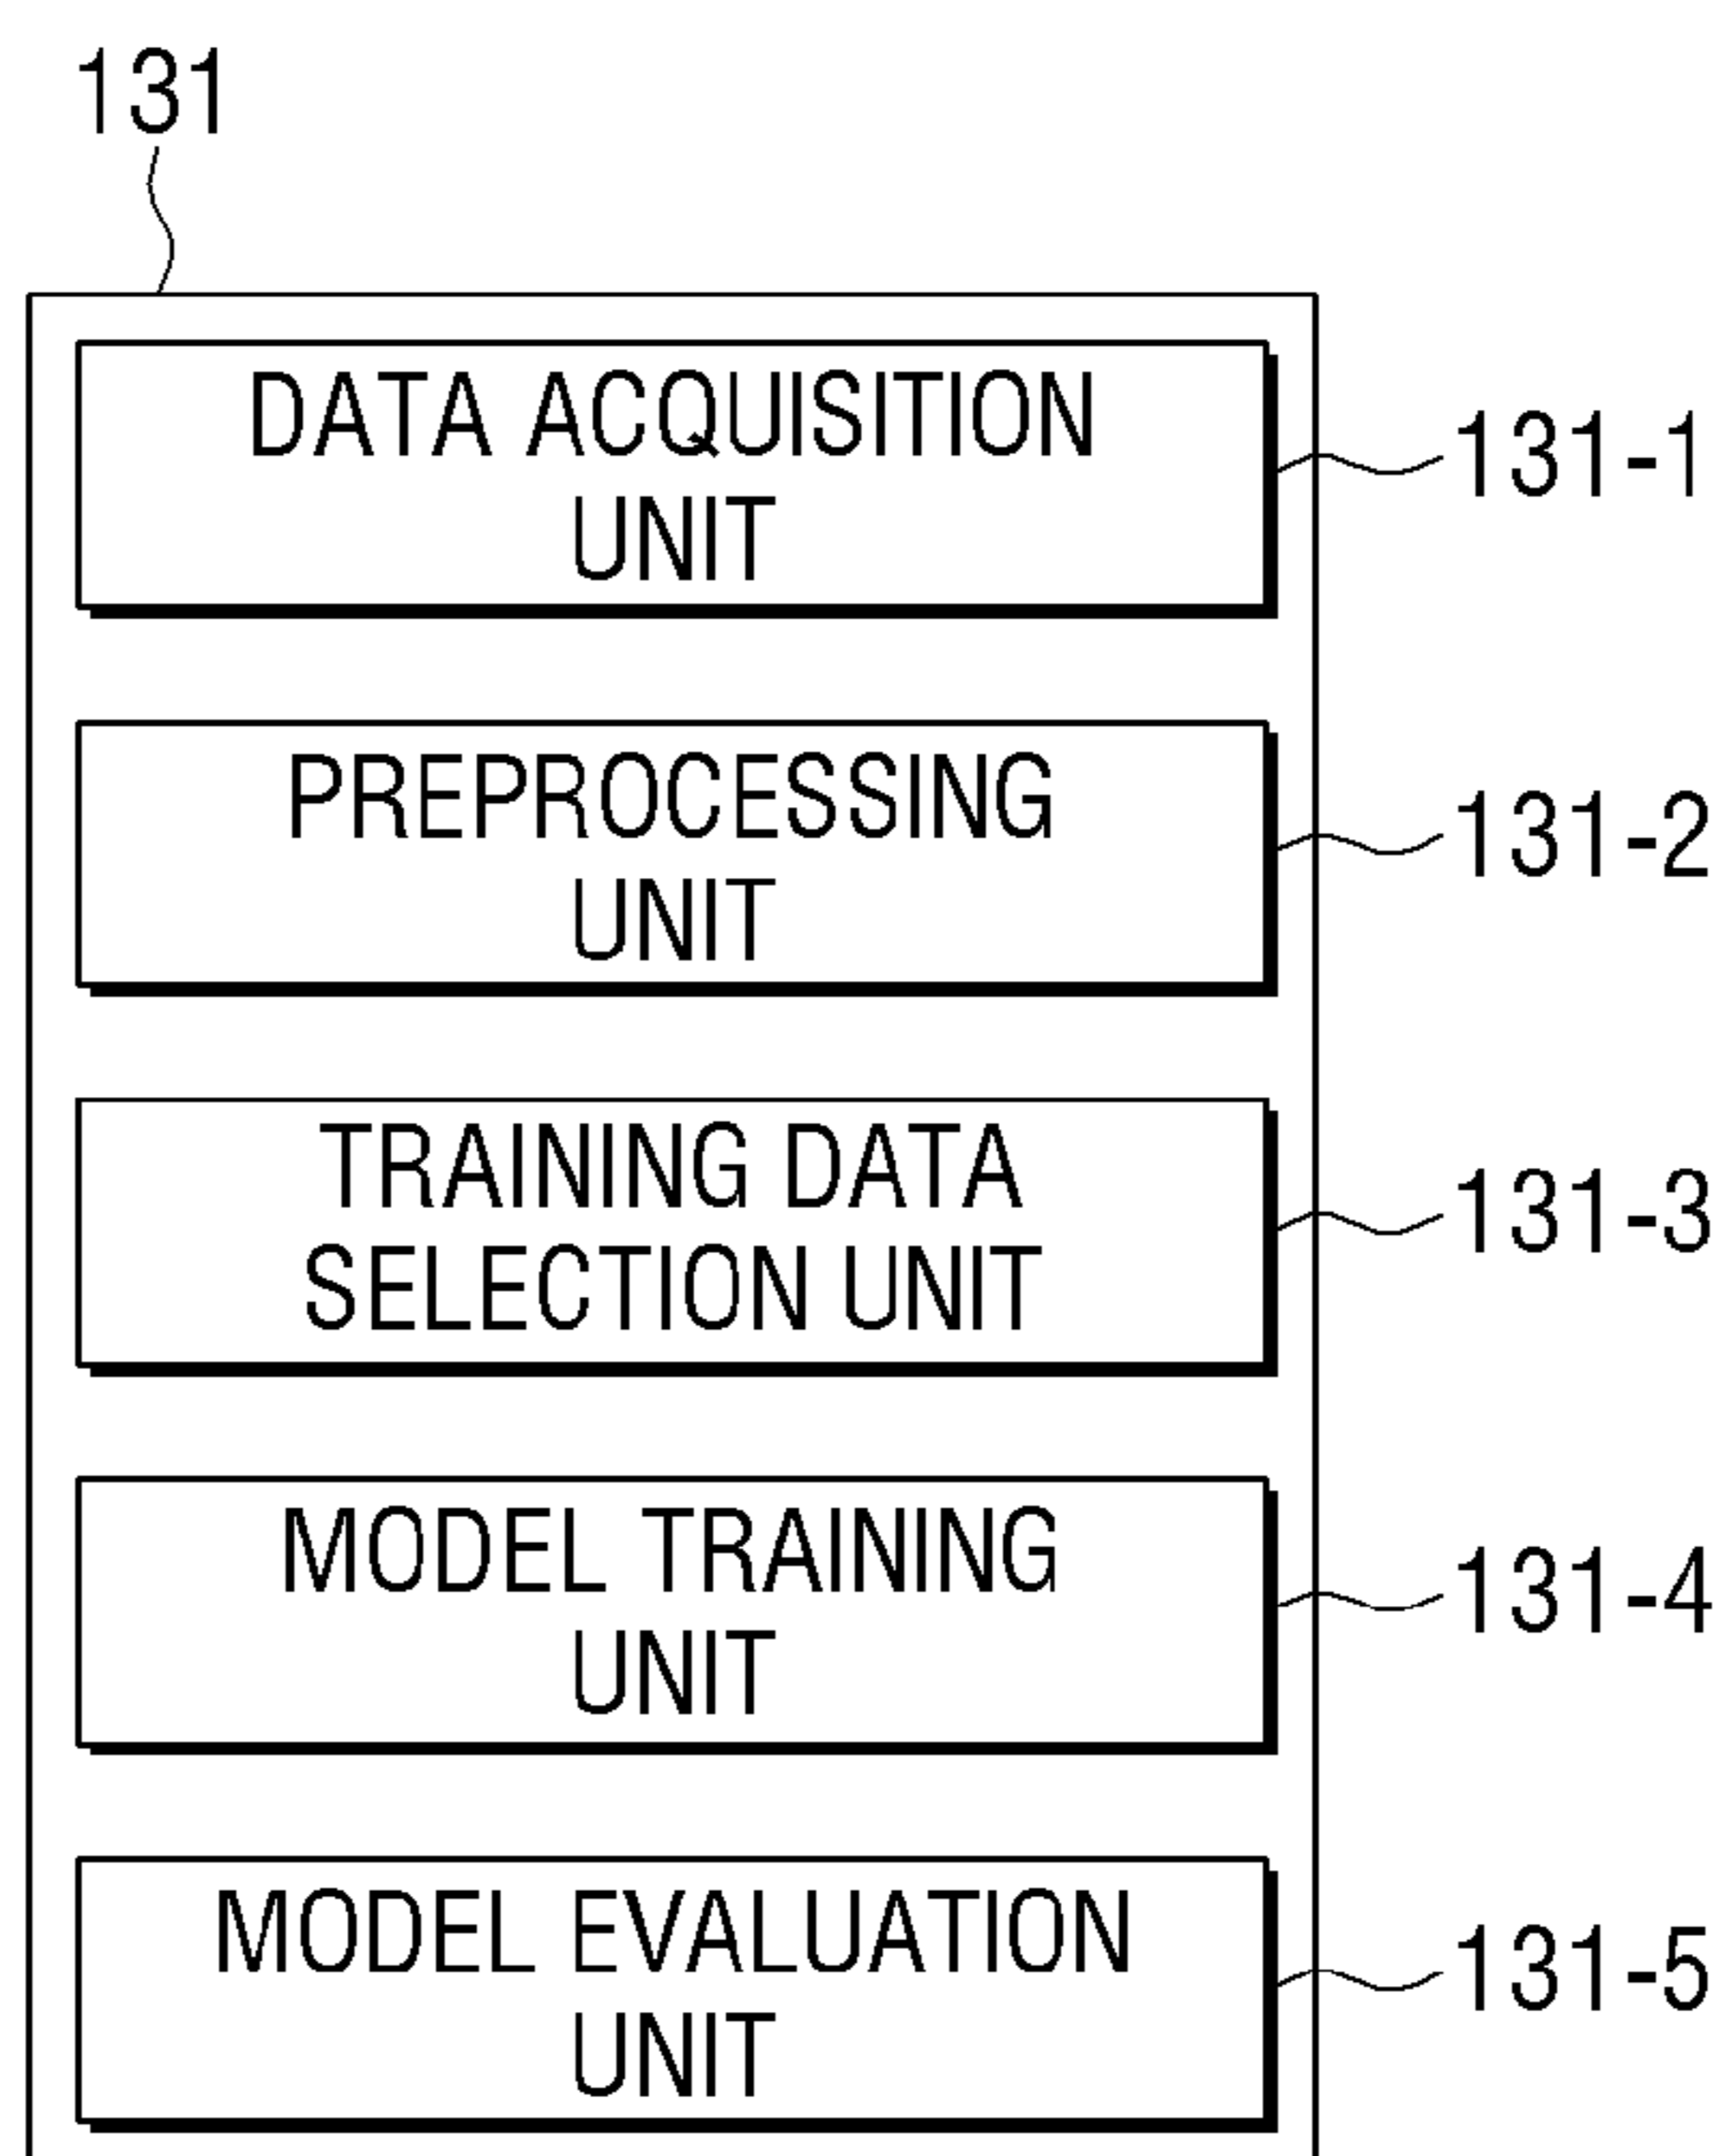 131
DATA ACQUISITION
UNIT
131-1
PREPROCESSING
UNIT
131-2
TRAINING DATA
SELECTION UNIT
131-3
MODEL TRAINING
UNIT
131-4
MODEL EVALUATION
UNIT
131-5